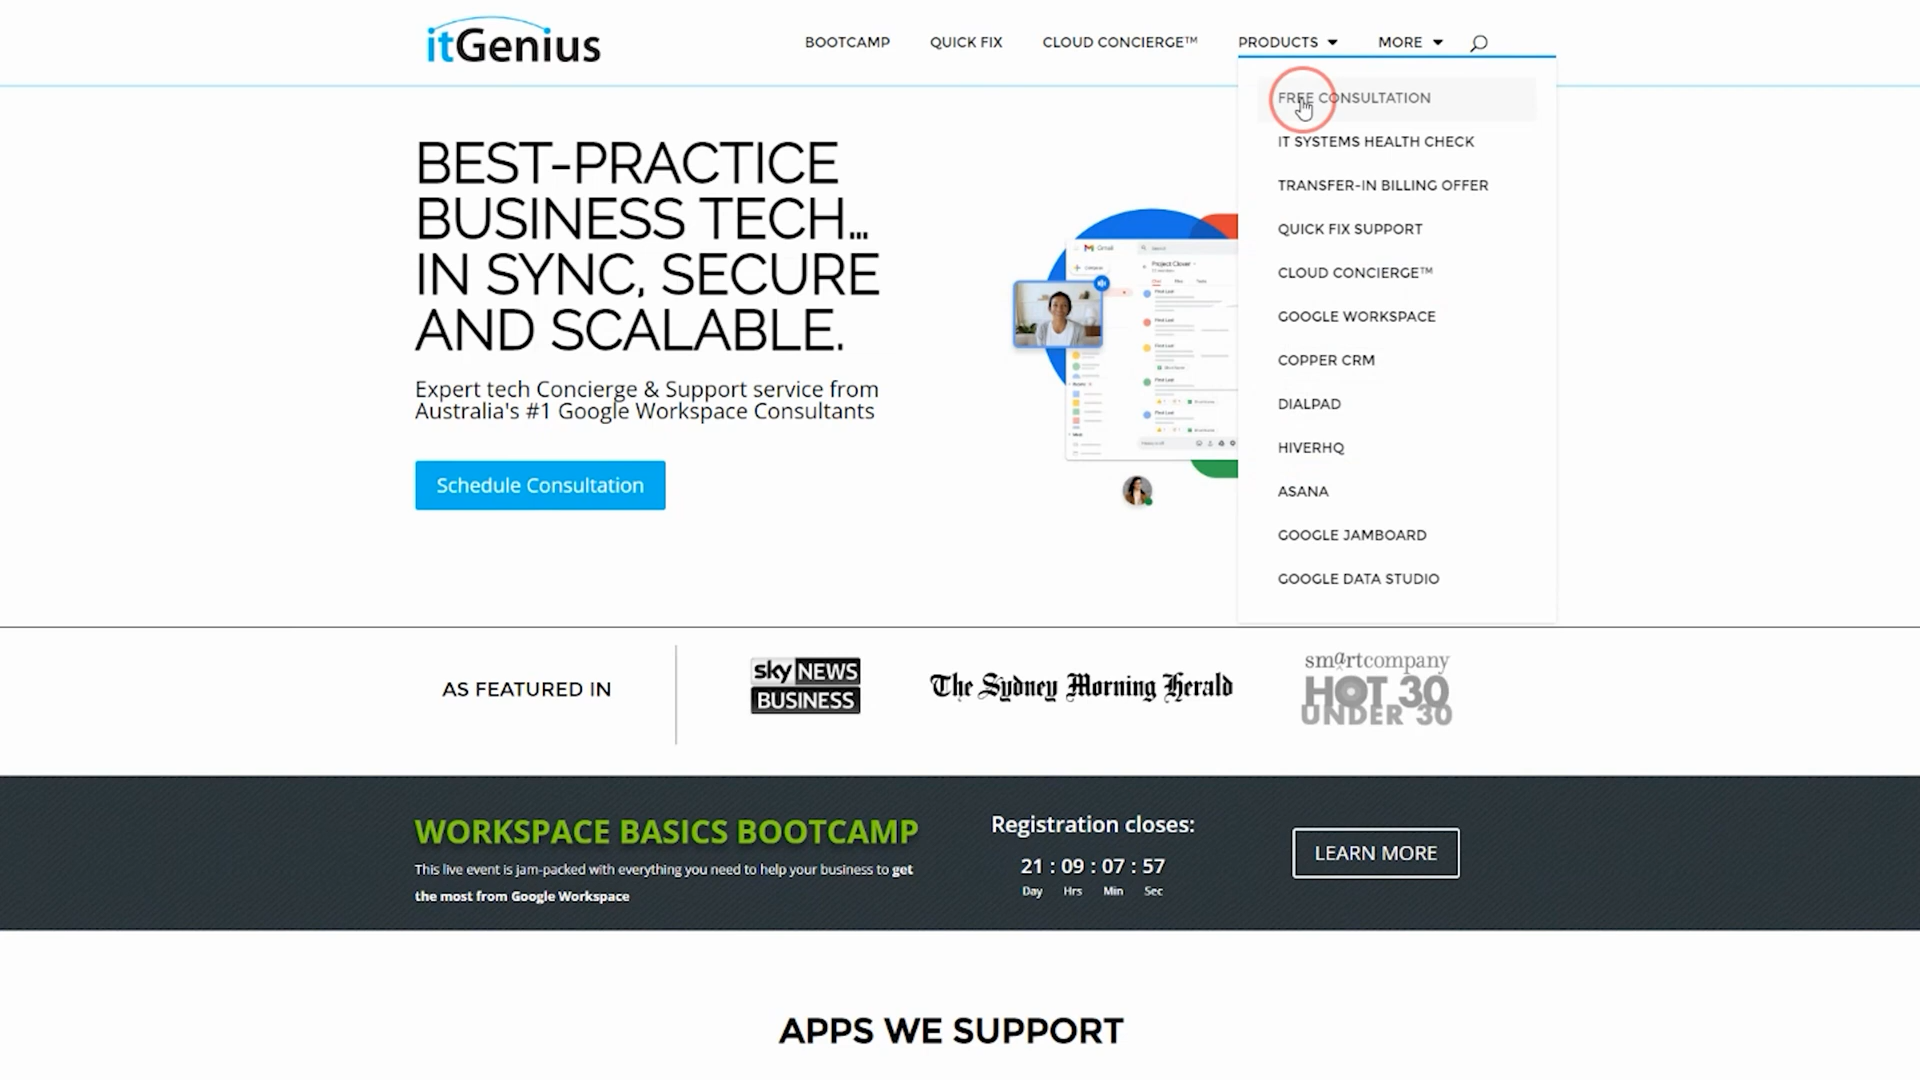 itGenius
BOOTCAMP
QUICK FIX
CLOUD CONCIERGE™
PRODUCTS
MORE
FREE CONSULTATION
IT SYSTEMS HEALTH CHECK
TRANSFER-IN BILLING OFFER
QUICK FIX SUPPORT
CLOUD CONCIERGE™
GOOGLE WORKSPACE
COPPER CRM
DIALPAD
HIVERHQ
ASANA
GOOGLE JAMBOARD
GOOGLE DATA STUDIO
BEST-PRACTICE
BUSINESS TECH...
IN SYNC, SECURE
AND SCALABLE.
Expert tech Concierge & Support service from
Australia's #1 Google Workspace Consultants
Schedule Consultation
Gmail
Search
Compose
Project Clover
AS FEATURED IN
sky NEWS
BUSINESS
The Sydney Morning Herald
smartcompany
HOT 30
UNDER 30
WORKSPACE BASICS BOOTCAMP
This live event is jam-packed with everything you need to help your business to get
the most from Google Workspace
Registration closes:
21 : 09 : 07 : 57
Day Hrs Min Sec
LEARN MORE
APPS WE SUPPORT